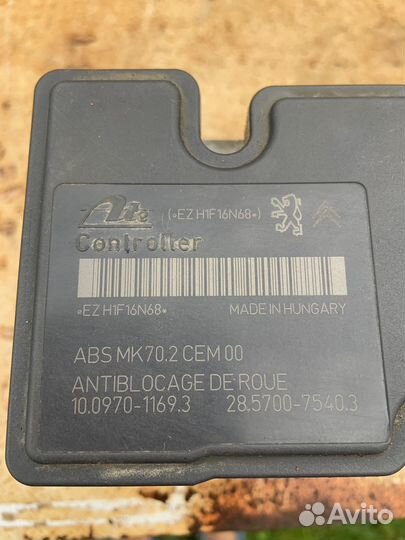 Ate (*EZ H1F16N68*)
Controller
*EZ H1F16N68* MADE IN HUNGARY
ABS MK70.2 CEM 00
ANTIBLOCAGE DE ROUE
10.0970-1169.3 28.5700-7540.3
Avito